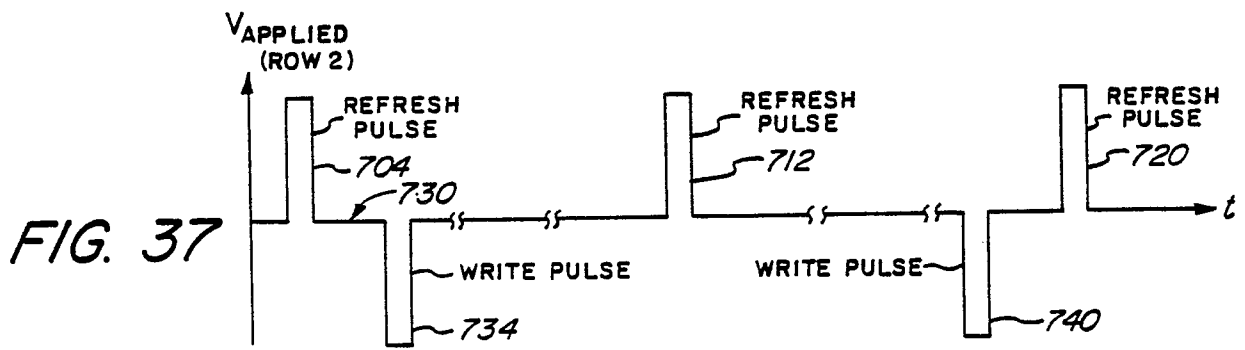 VAPPLIED
(ROW 2)
REFRESH
PULSE
704
730
REFRESH
PULSE
712
REFRESH
PULSE
720
t
FIG. 37
WRITE PULSE
734
WRITE PULSE
740